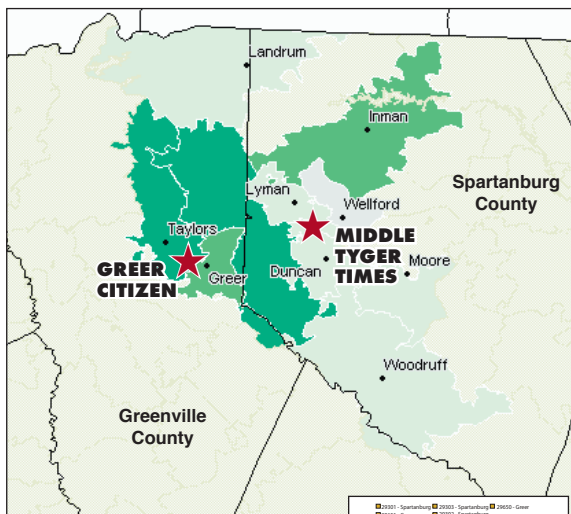 Landrum
Inman
Spartanburg
County
Lyman
Wellford
Taylors
MIDDLE
TYGER
TIMES
GREER
CITIZEN
Greer
Duncan
Moore
Woodruff
Greenville
County
29301 - Spartanburg 29303 - Spartanburg 29650 - Greer